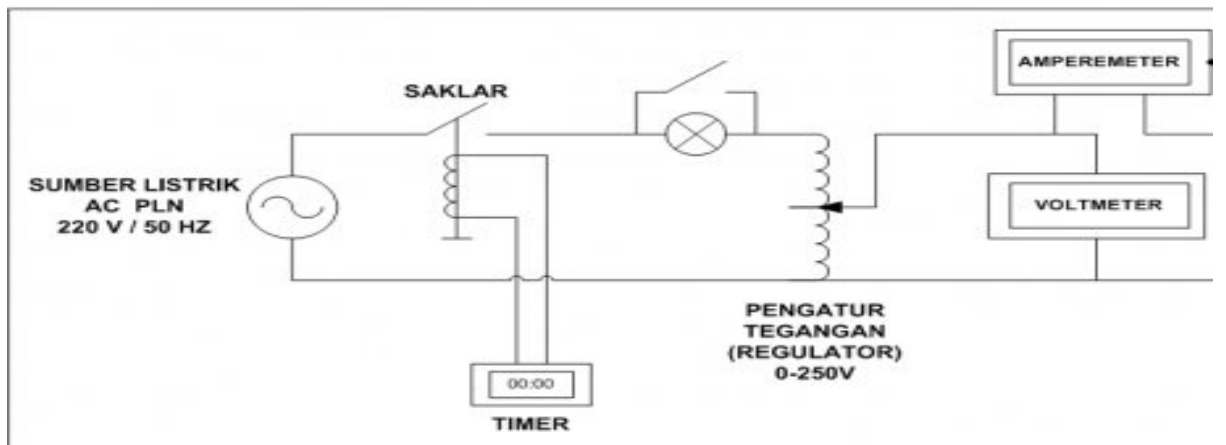 SAKLAR
AMPEREMETER
SUMBER LISTRIK
AC PLN
220 V / 50 HZ
VOLTMETER
PENGATUR
TEGANGAN
(REGULATOR)
0-250V
00:00
TIMER